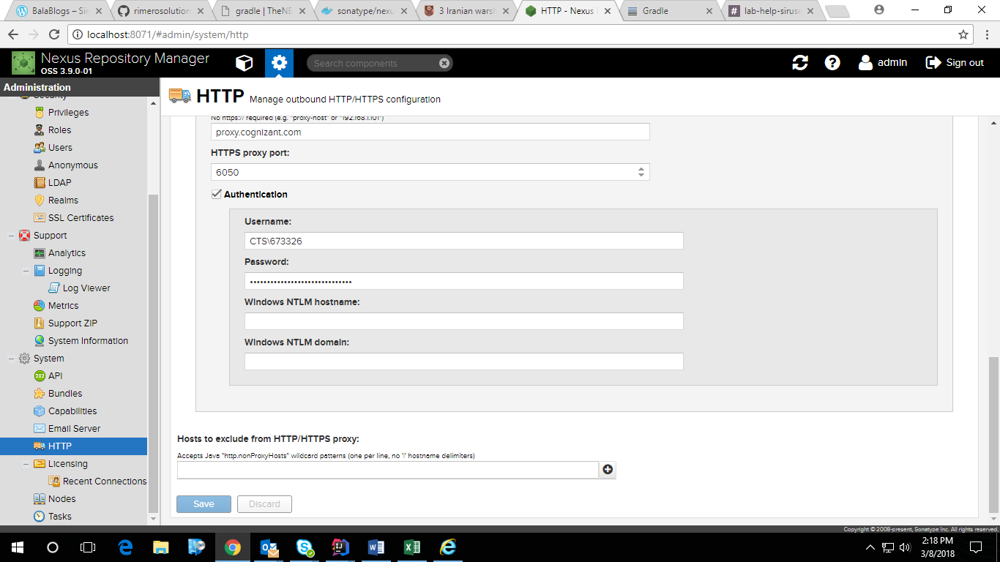 BalaBlogs – Sin
rimerosolution
gradle | TheNE
sonatype/nexu
3 Iranian warsh
HTTP - Nexus
Gradle
lab-help-siruse
localhost:8071/#admin/system/http
Nexus Repository Manager
OSS 3.9.0-01
Search components
admin
Sign out
Administration
HTTP Manage outbound HTTP/HTTPS configuration
Security
Privileges
Roles
Users
Anonymous
LDAP
Realms
SSL Certificates
Support
Analytics
Logging
Log Viewer
Metrics
Support ZIP
System Information
System
API
Bundles
Capabilities
Email Server
HTTP
Licensing
Recent Connections
Nodes
Tasks
No https:// required (e.g. "proxy-host" or "192.168.1.101")
proxy.cognizant.com
HTTPS proxy port:
6050
Authentication
Username:
CTS\673326
Password:
Windows NTLM hostname:
Windows NTLM domain:
Hosts to exclude from HTTP/HTTPS proxy:
Accepts Java "http.nonProxyHosts" wildcard patterns (one per line, no '|' hostname delimiters)
Save
Discard
Copyright © 2008-present, Sonatype Inc. All rights reserved.
2:18 PM
3/8/2018